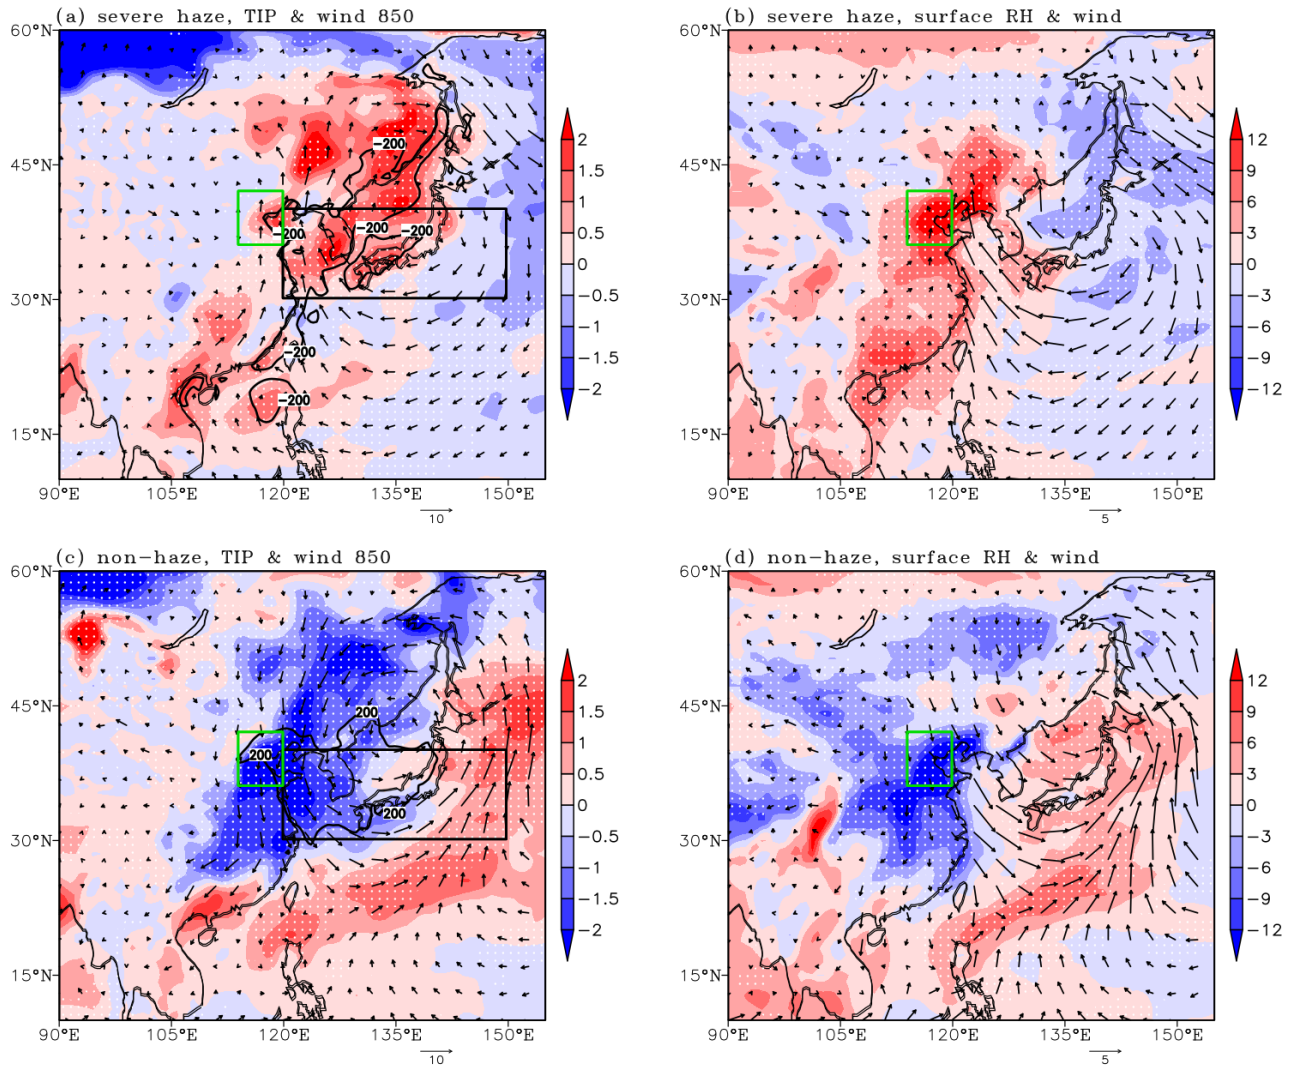 (a) severe haze, TIP & wind 850
60°N
45°N
30°N
15°N
90°E 105°E 120°E 135°E 150°E
10
−200
−200
−200
−200
−200
−200
2
1.5
1
0.5
0
−0.5
−1
−1.5
−2
(b) severe haze, surface RH & wind
60°N
45°N
30°N
15°N
90°E 105°E 120°E 135°E 150°E
5
12
9
6
3
0
−3
−6
−9
−12
(c) non−haze, TIP & wind 850
60°N
45°N
30°N
15°N
90°E 105°E 120°E 135°E 150°E
10
200
200
200
2
1.5
1
0.5
0
−0.5
−1
−1.5
−2
(d) non−haze, surface RH & wind
60°N
45°N
30°N
15°N
90°E 105°E 120°E 135°E 150°E
5
12
9
6
3
0
−3
−6
−9
−12